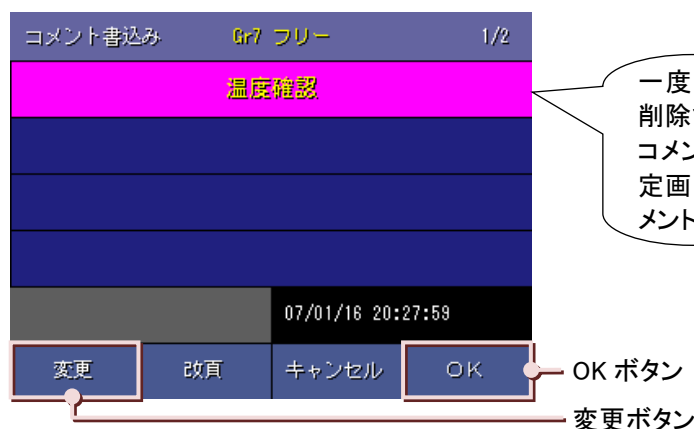 コメント書込み Gr7 フリー 1/2
温度確認
07/01/16 20:27:59
変更 改頁 キャンセル OK
一度
削除
コメン
定画
メント
OK ボタン
変更ボタン